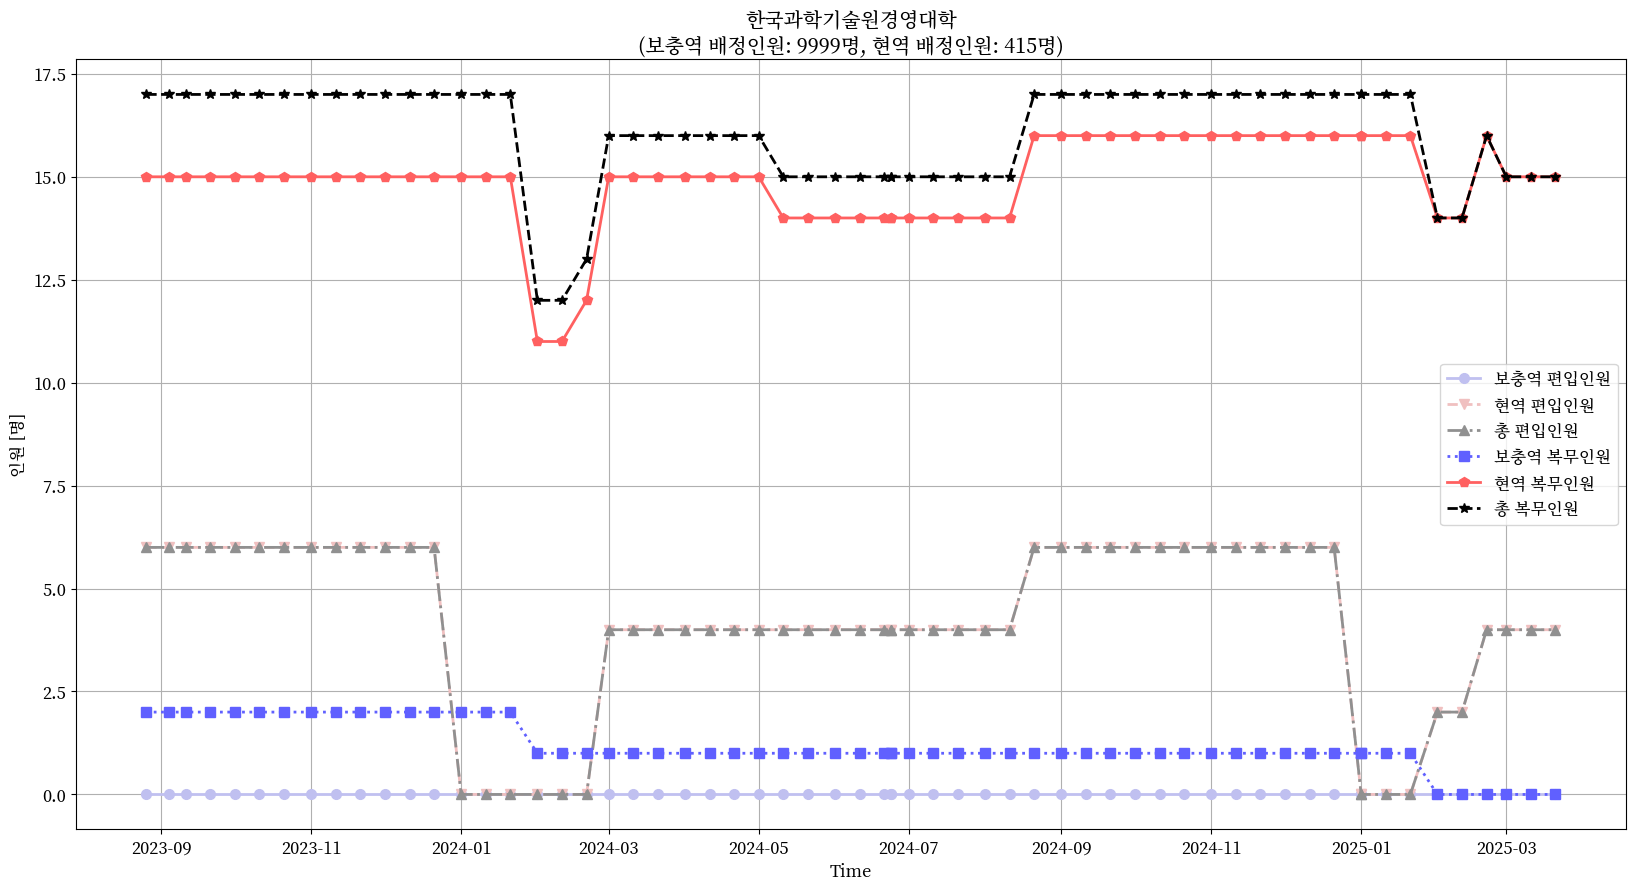 한국과학기술원경영대학
(보충역 배정인원: 9999명, 현역 배정인원: 415명)
17.5
15.0
12.5
10.0
7.5
5.0
2.5
0.0
인원 [명]
보충역 편입인원
현역 편입인원
총 편입인원
보충역 복무인원
현역 복무인원
총 복무인원
2023-09 2023-11 2024-01 2024-03 2024-05 2024-07 2024-09 2024-11 2025-01 2025-03
Time